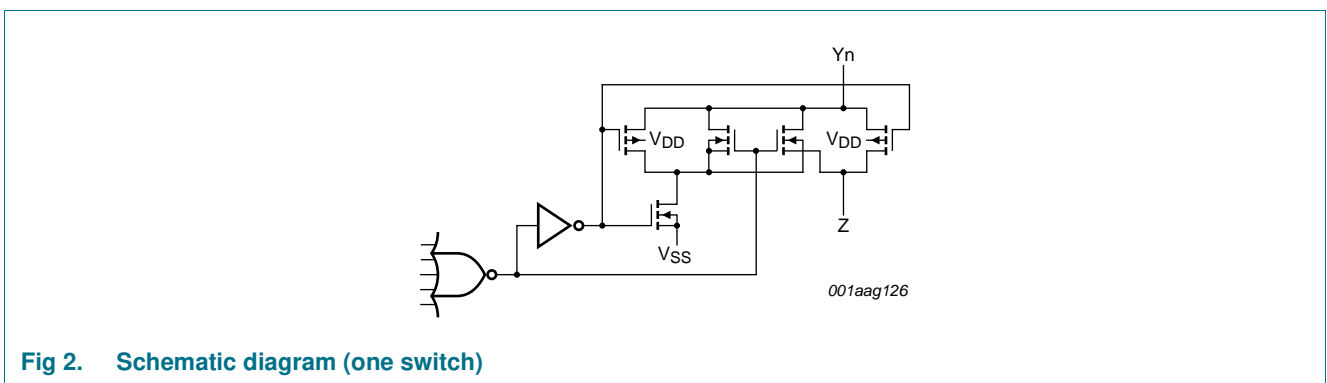 Yn
VDD
VDD
Z
VSS
001aag126
Fig 2. Schematic diagram (one switch)